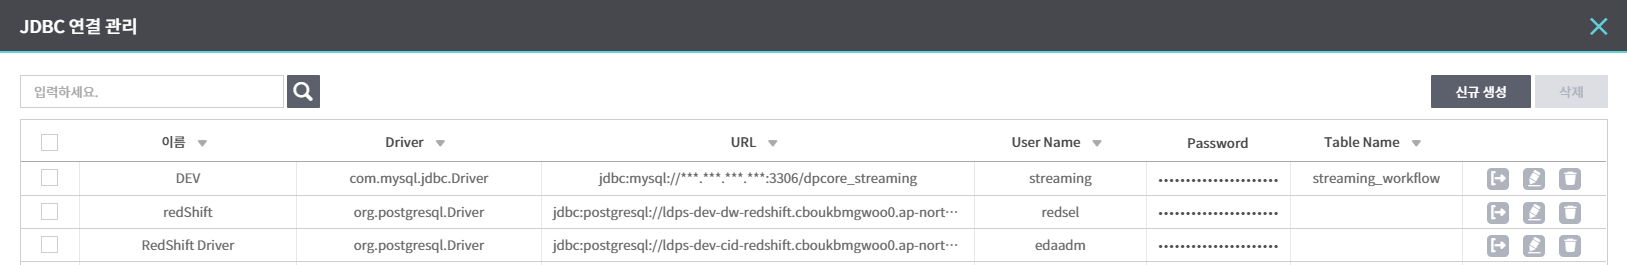 JDBC 연결 관리
입력하세요.
신규 생성 삭제
이름 Driver URL User Name Password Table Name
DEV com.mysql.jdbc.Driver jdbc:mysql://***.***.***.***:3306/dpcore_streaming streaming •••••••••••••••••••••• streaming_workflow
redShift org.postgresql.Driver jdbc:postgresql://ldps-dev-dw-redshift.cboukbmgwoo0.ap-nort··· redsel ••••••••••••••••••••••
RedShift Driver org.postgresql.Driver jdbc:postgresql://ldps-dev-cid-redshift.cboukbmgwoo0.ap-nort··· edaadm ••••••••••••••••••••••